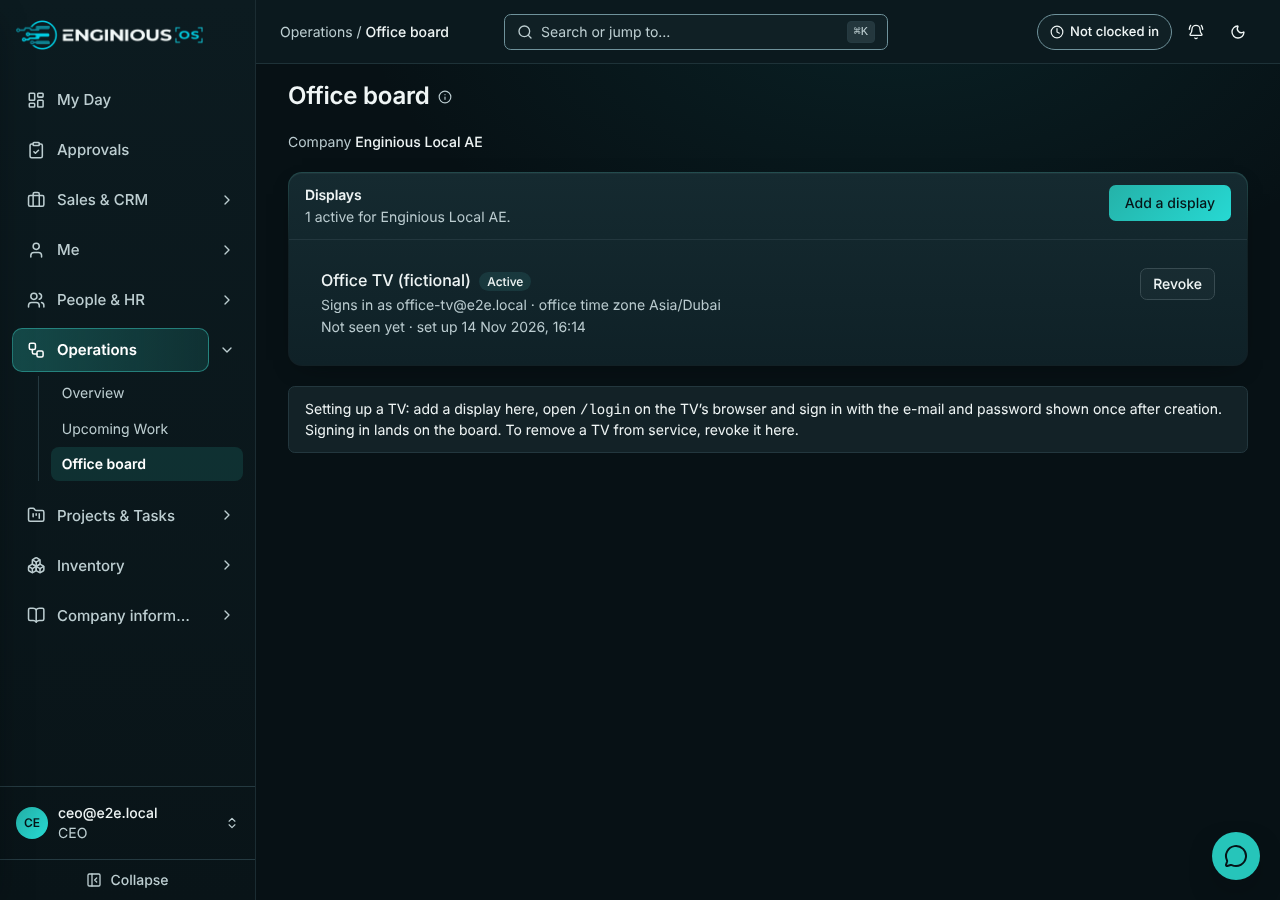 ENGINIOUS[OS]
Operations / Office board
Search or jump to...
⌘K
Not clocked in
My Day
Approvals
Sales & CRM
Me
People & HR
Operations
Overview
Upcoming Work
Office board
Projects & Tasks
Inventory
Company inform...
ceo@e2e.local
CE
CEO
Collapse
Office board
Company Enginious Local AE
Displays
1 active for Enginious Local AE.
Add a display
Office TV (fictional) Active
Signs in as office-tv@e2e.local · office time zone Asia/Dubai
Not seen yet · set up 14 Nov 2026, 16:14
Revoke
Setting up a TV: add a display here, open /login on the TV’s browser and sign in with the e-mail and password shown once after creation.
Signing in lands on the board. To remove a TV from service, revoke it here.